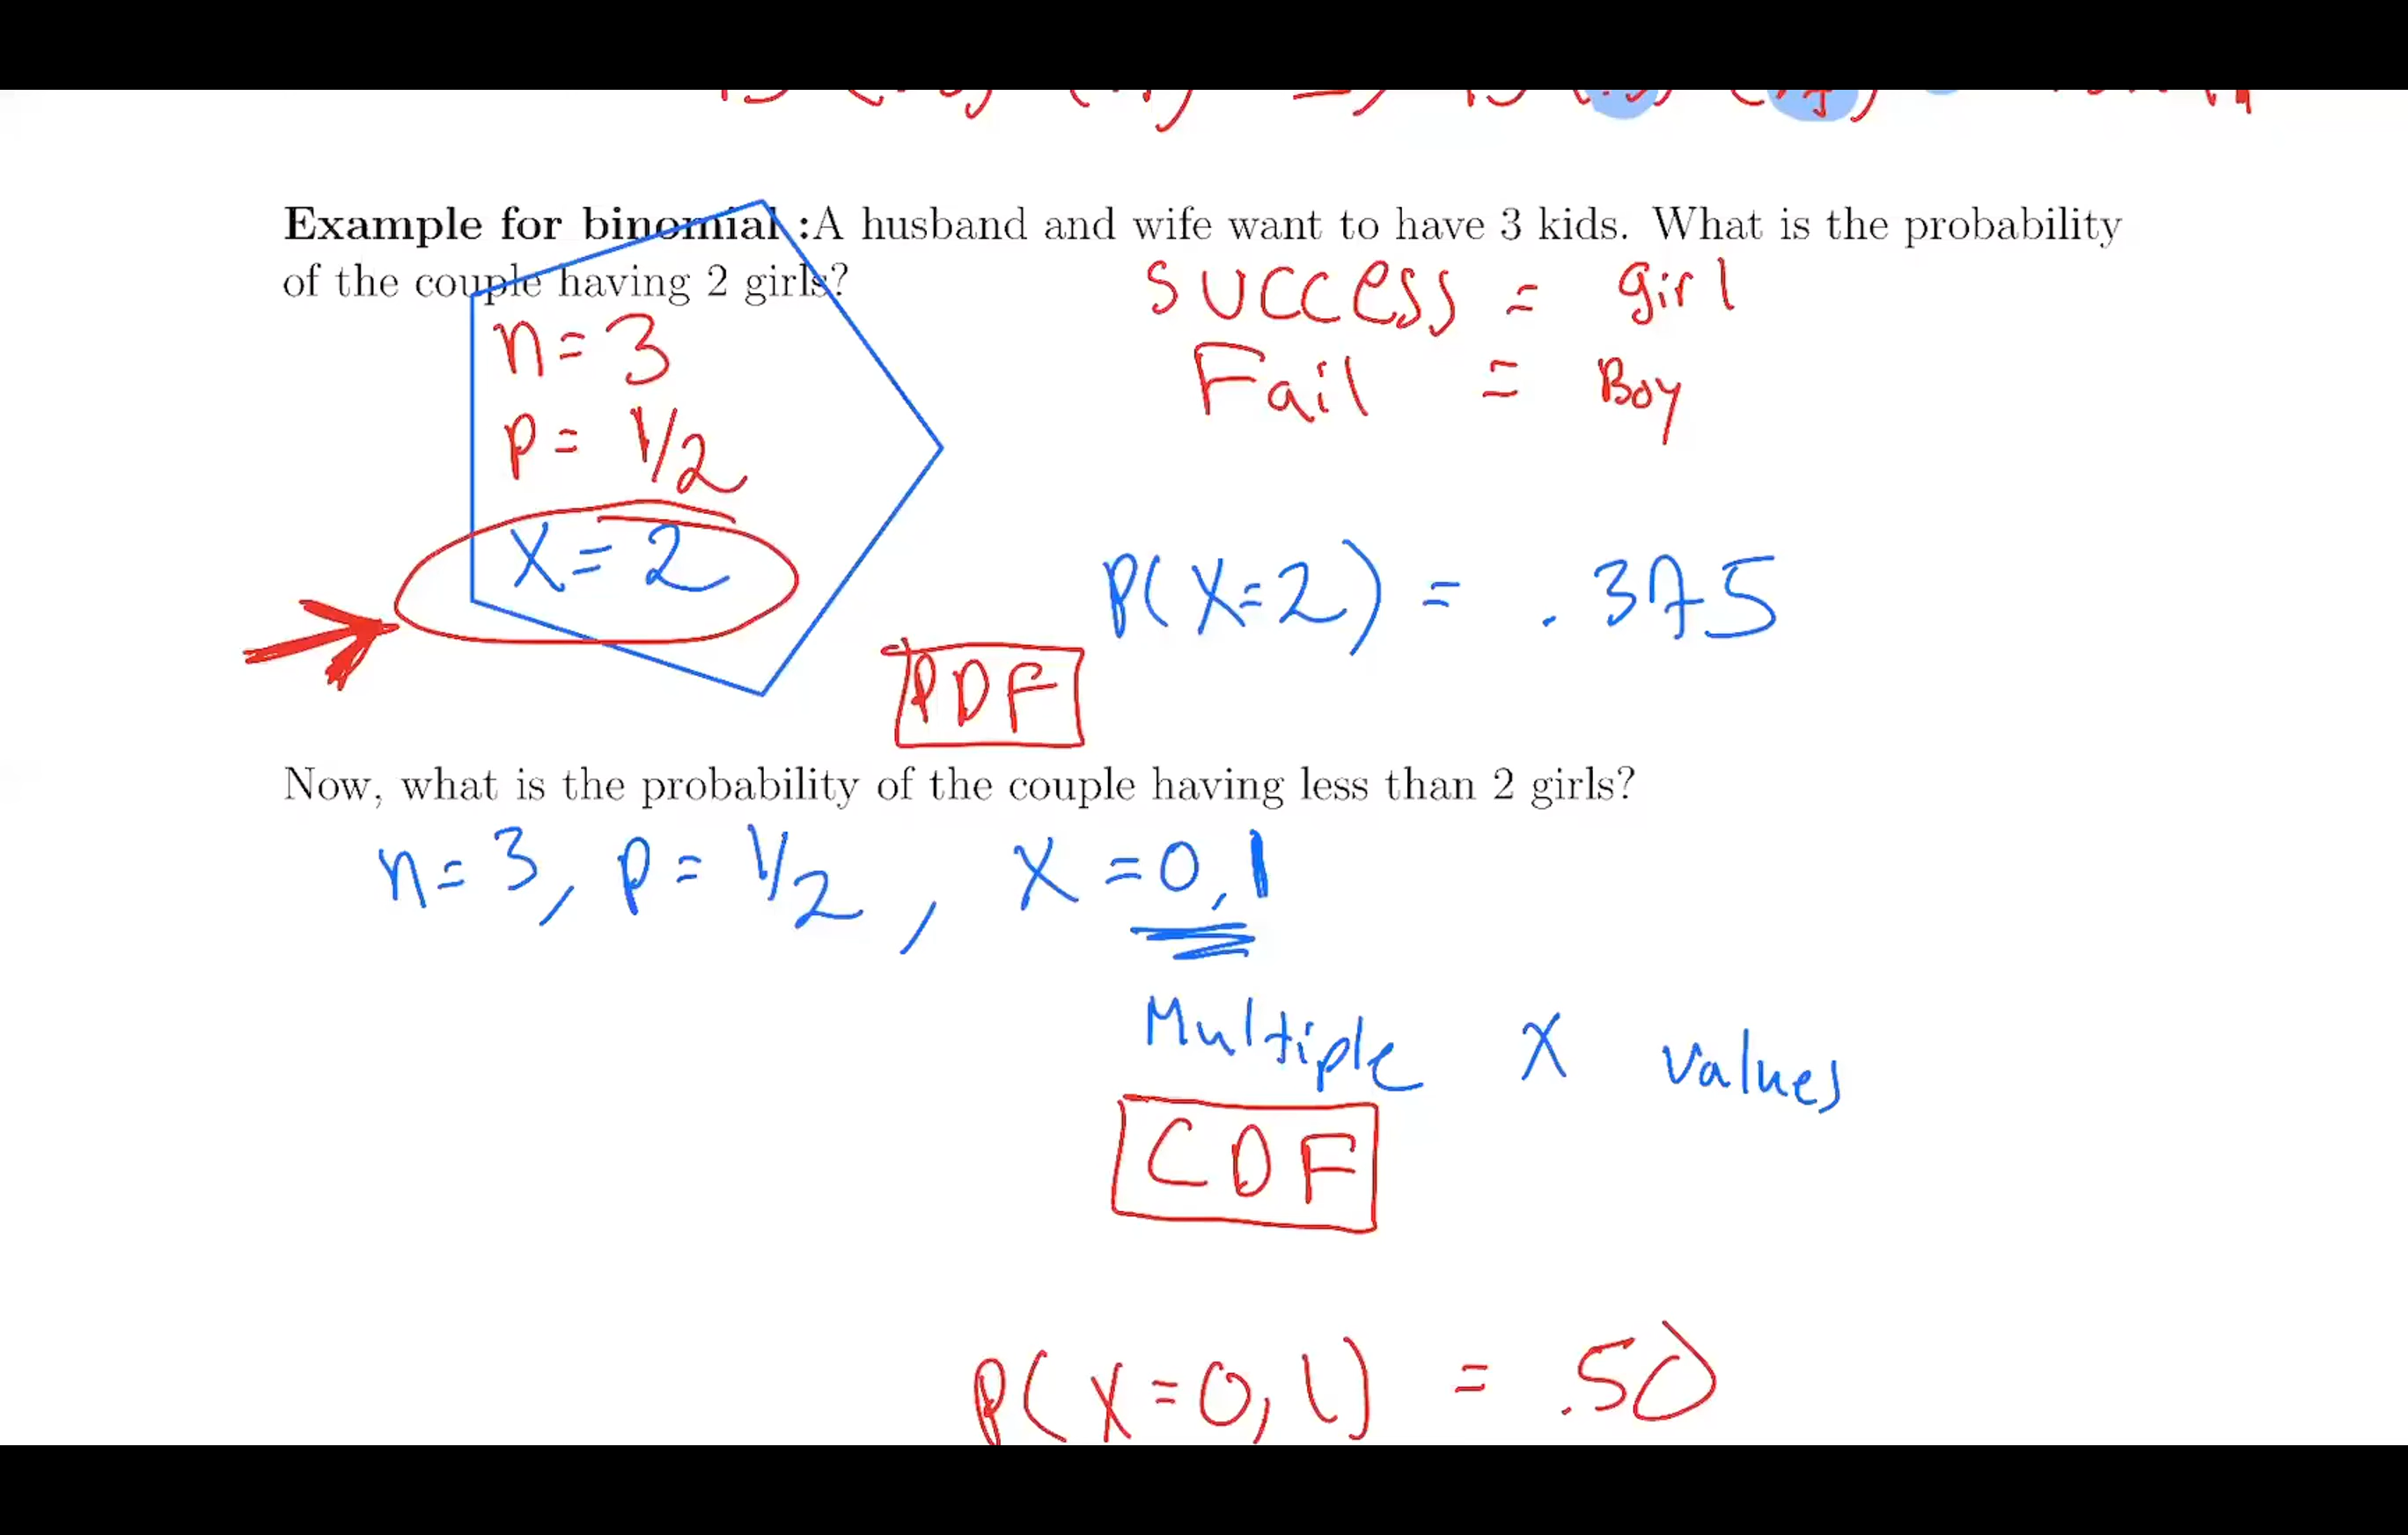 Example for binomial :A husband and wife want to have 3 kids. What is the probability
of the couple having 2 girls?
success = girl
n = 3
Fail = Boy
p = 1/2
x = 2
P(X=2) = .375
PDF
Now, what is the probability of the couple having less than 2 girls?
n = 3, p = 1/2, x = 0,1
Multiple x values
CDF
P(x=0,1) = .50